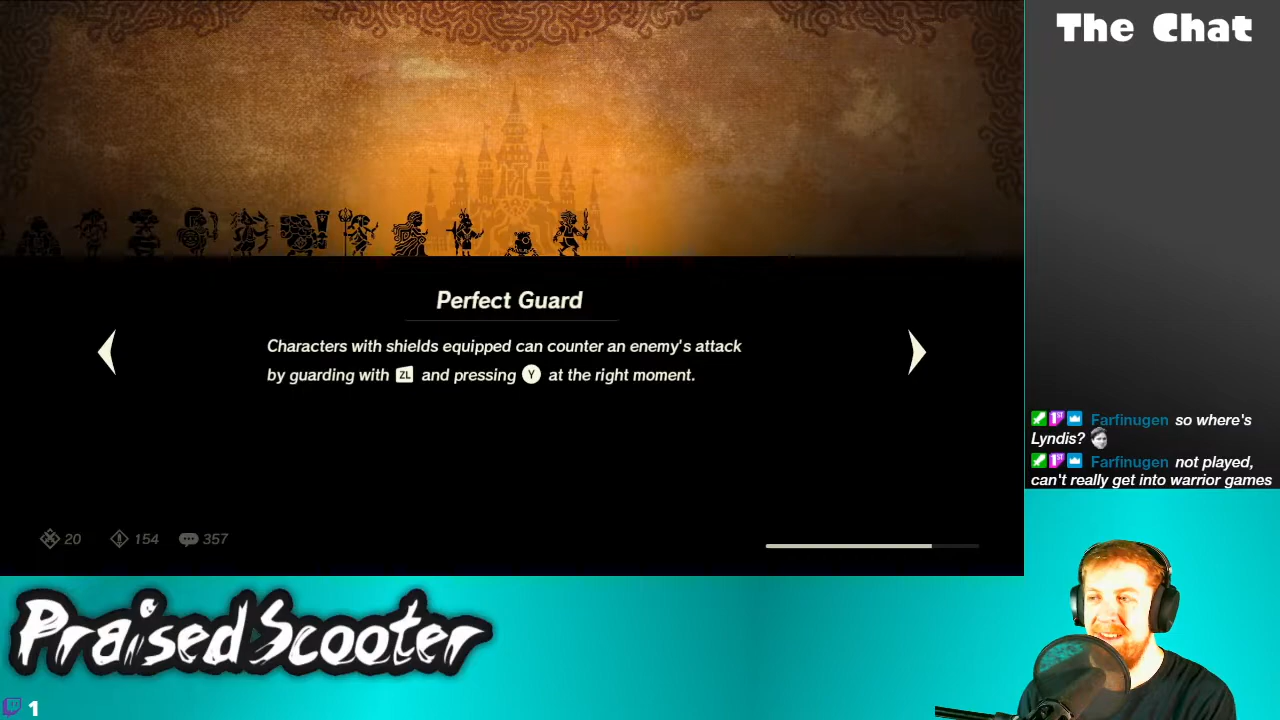 The Chat
Perfect Guard
Characters with shields equipped can counter an enemy's attack
by guarding with ZL and pressing Y at the right moment.
20 154 357
1ST Farfinugen so where's
Lyndis?
1ST Farfinugen not played,
can't really get into warrior games
PraisedScooter
1